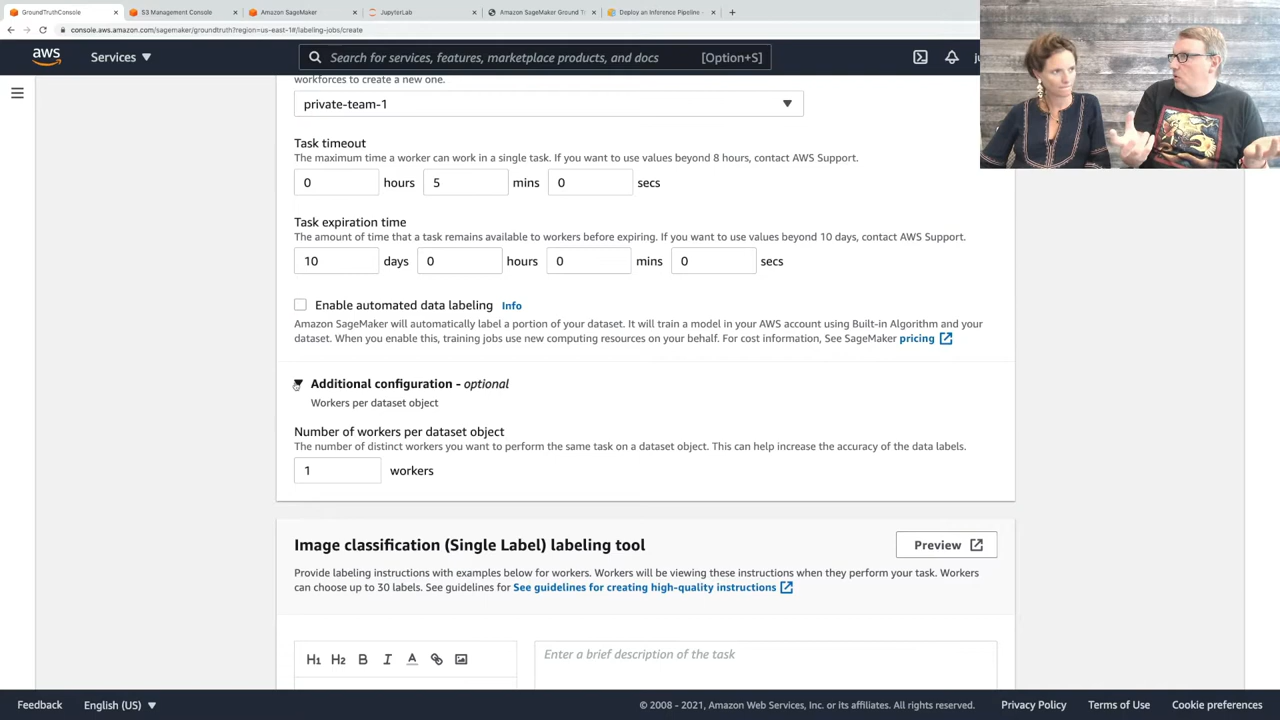 GroundTruthConsole
S3 Management Console
Amazon SageMaker
JupyterLab
Amazon SageMaker Ground Tr
Deploy an Inference Pipeline -
console.aws.amazon.com/sagemaker/groundtruth?region=us-east-1#/labeling-jobs/create
aws
Services
Search for services, features, marketplace products, and docs
[Option+S]
workforces to create a new one.
private-team-1
Task timeout
The maximum time a worker can work in a single task. If you want to use values beyond 8 hours, contact AWS Support.
0 hours 5 mins 0 secs
Task expiration time
The amount of time that a task remains available to workers before expiring. If you want to use values beyond 10 days, contact AWS Support.
10 days 0 hours 0 mins 0 secs
Enable automated data labeling Info
Amazon SageMaker will automatically label a portion of your dataset. It will train a model in your AWS account using Built-in Algorithm and your
dataset. When you enable this, training jobs use new computing resources on your behalf. For cost information, See SageMaker pricing
Additional configuration - optional
Workers per dataset object
Number of workers per dataset object
The number of distinct workers you want to perform the same task on a dataset object. This can help increase the accuracy of the data labels.
1 workers
Image classification (Single Label) labeling tool
Preview
Provide labeling instructions with examples below for workers. Workers will be viewing these instructions when they perform your task. Workers
can choose up to 30 labels. See guidelines for See guidelines for creating high-quality instructions
H1 H2 B I A
Enter a brief description of the task
Feedback
English (US)
© 2008 - 2021, Amazon Web Services, Inc. or its affiliates. All rights reserved.
Privacy Policy
Terms of Use
Cookie preferences